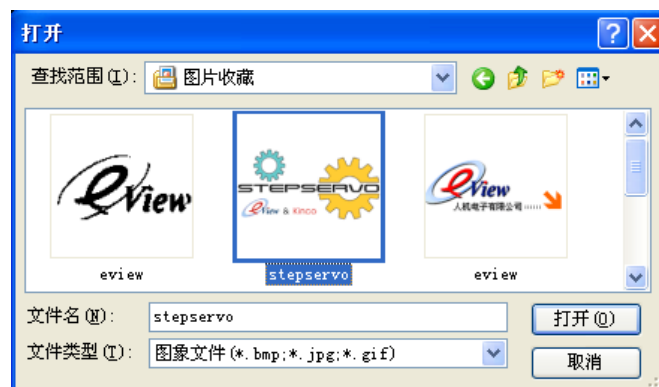 打开
查找范围(I): 图片收藏
eView
STEPSERVO
eView & Kinco
eView
人机电子有限公司......
eview stepservo eview
文件名(N): stepservo 打开(O)
文件类型(T): 图象文件(*.bmp;*.jpg;*.gif) 取消